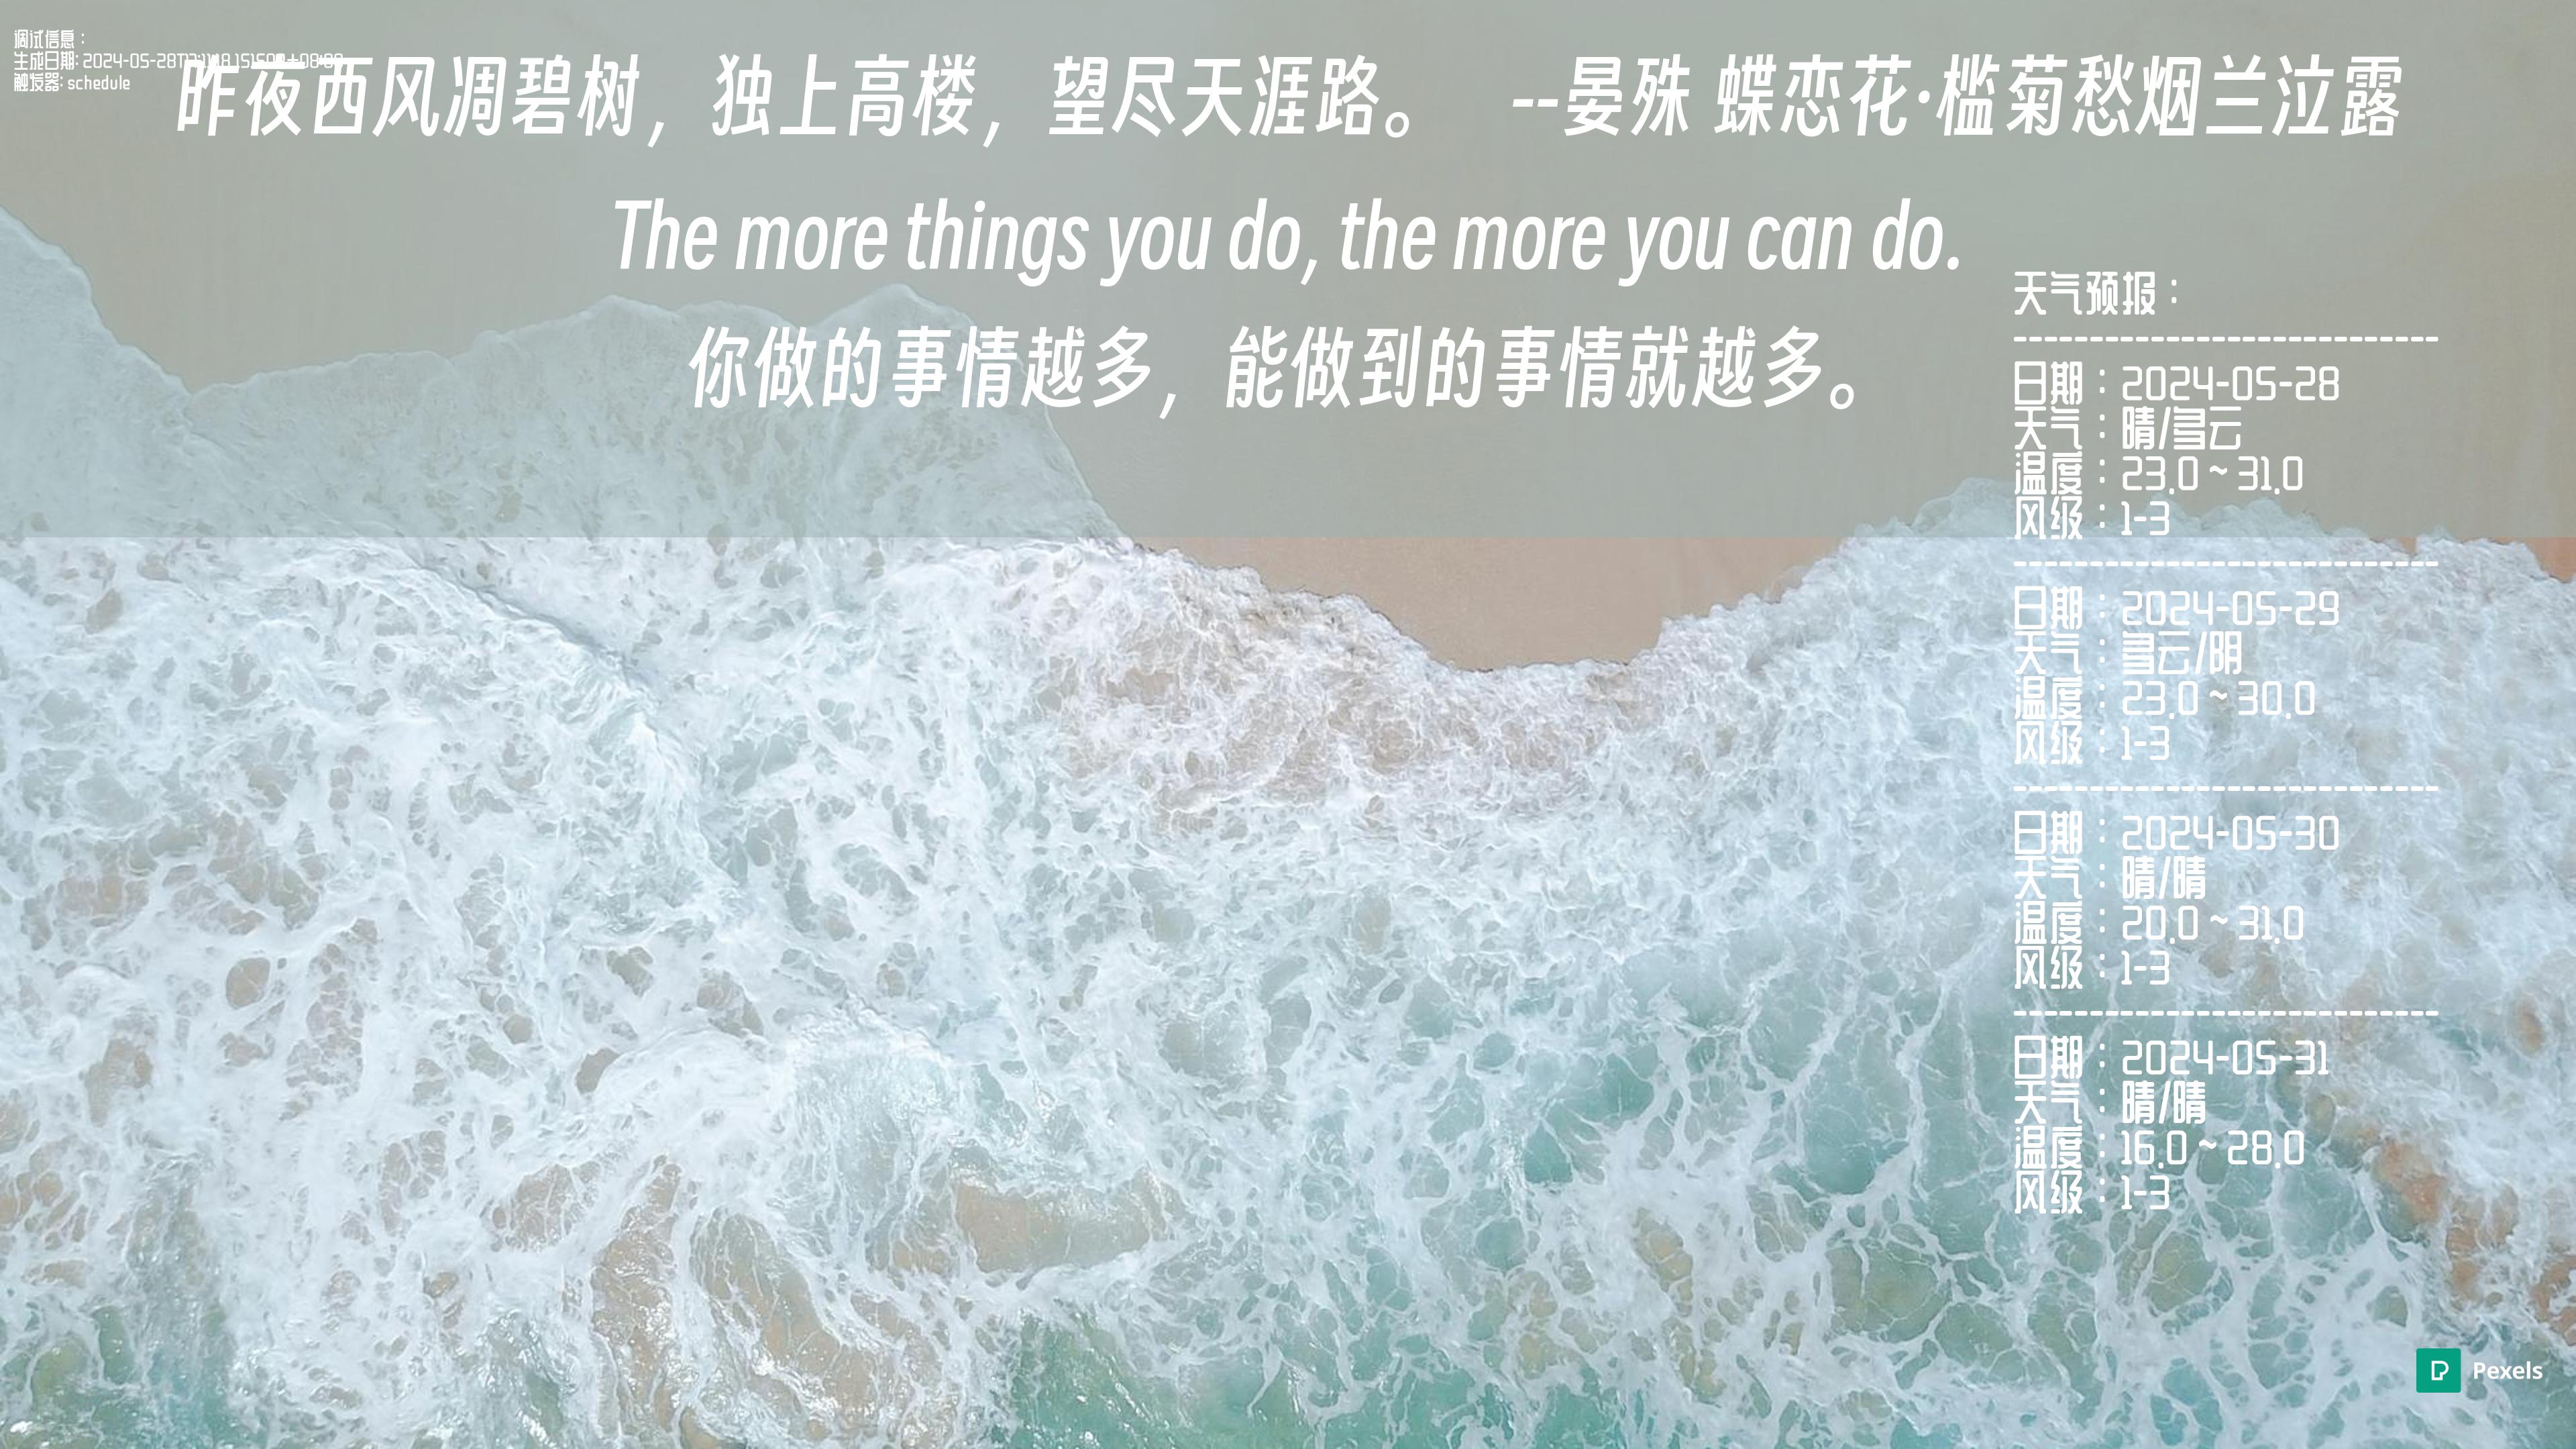 调试信息：
生成日期:
触发器: schedule
昨夜西风凋碧树，独上高楼，望尽天涯路。 --晏殊 蝶恋花·槛菊愁烟兰泣露
The more things you do, the more you can do.
你做的事情越多，能做到的事情就越多。
天气预报：
----------------------------
日期：2024-05-28
天气：晴/多云
温度：23.0 ~ 31.0
风级：1-3
----------------------------
日期：2024-05-29
天气：多云/阴
温度：23.0 ~ 30.0
风级：1-3
----------------------------
日期：2024-05-30
天气：晴/晴
温度：20.0 ~ 31.0
风级：1-3
----------------------------
日期：2024-05-31
天气：晴/晴
温度：16.0 ~ 28.0
风级：1-3
Pexels